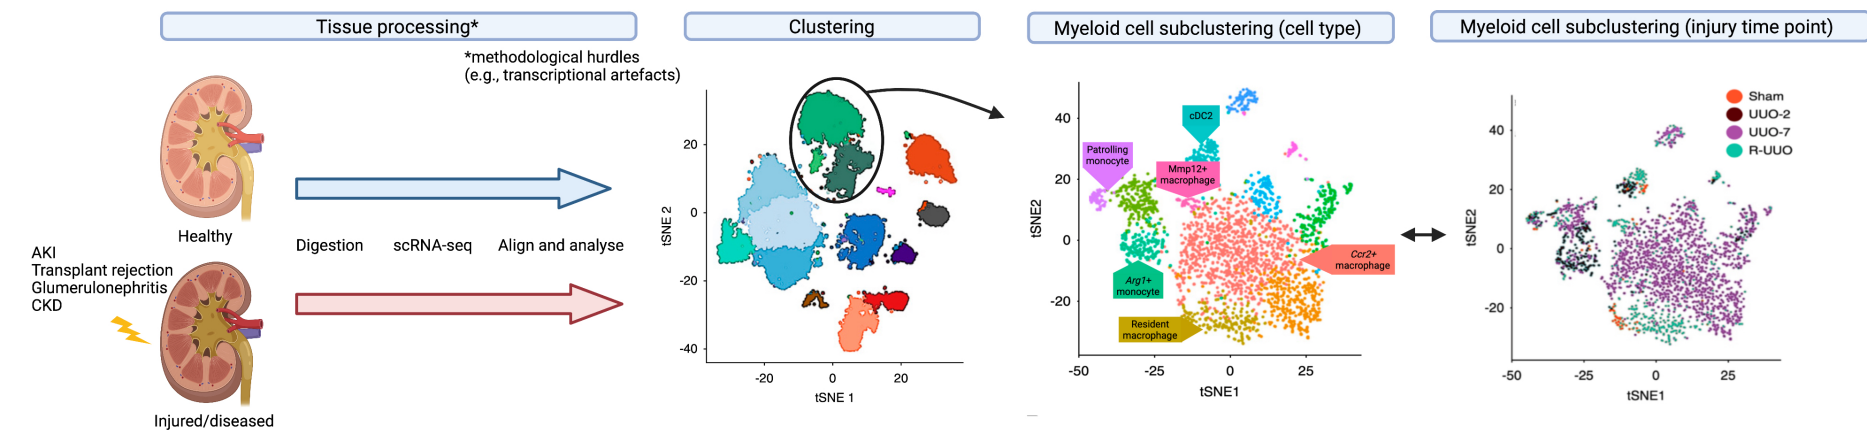 Tissue processing*
*methodological hurdles
(e.g., transcriptional artefacts)
Healthy
AKI
Transplant rejection
Glumerulonephritis
CKD
Injured/diseased
Digestion scRNA-seq Align and analyse
Clustering
20
0
-20
-40
tSNE 2
-20 0 20
tSNE 1
Myeloid cell subclustering (cell type)
40
20
0
-20
tSNE2
cDC2
Patrolling
monocyte
Mmp12+
macrophage
Ccr2+
macrophage
Arg1+
monocyte
Resident
macrophage
-50 -25 0 25
tSNE1
Myeloid cell subclustering (injury time point)
Sham
UUO-2
UUO-7
R-UUO
40
20
0
-20
tSNE2
-50 -25 0 25
tSNE1